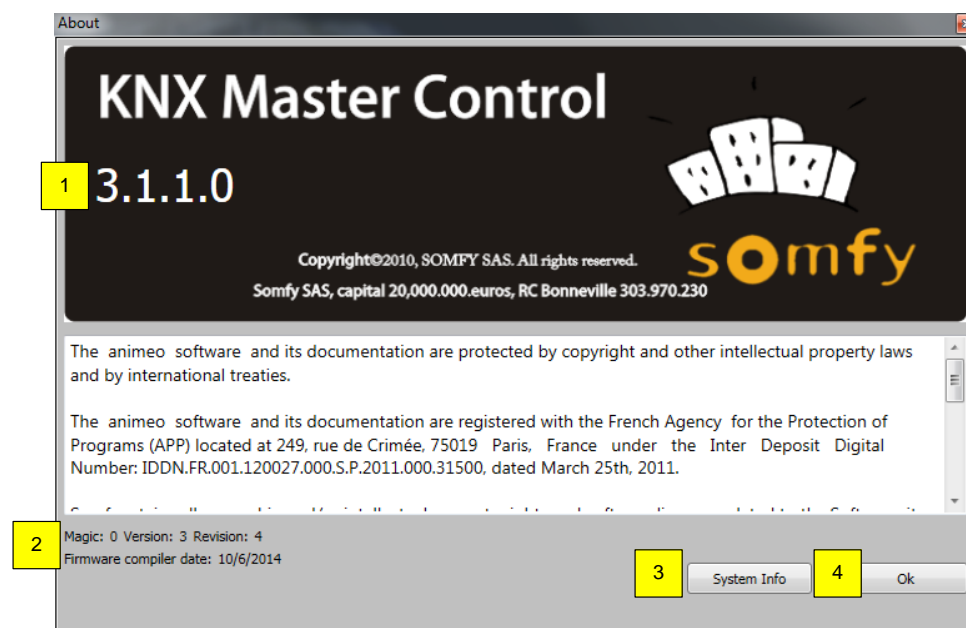 About
KNX Master Control
1
3.1.1.0
somfy
Copyright©2010, SOMFY SAS. All rights reserved.
Somfy SAS, capital 20,000.000.euros, RC Bonneville 303.970.230
The animeo software and its documentation are protected by copyright and other intellectual property laws
and by international treaties.
The animeo software and its documentation are registered with the French Agency for the Protection of
Programs (APP) located at 249, rue de Crimée, 75019 Paris, France under the Inter Deposit Digital
Number: IDDN.FR.001.120027.000.S.P.2011.000.31500, dated March 25th, 2011.
2
Magic: 0 Version: 3 Revision: 4
Firmware compiler date: 10/6/2014
3
System Info
4
Ok